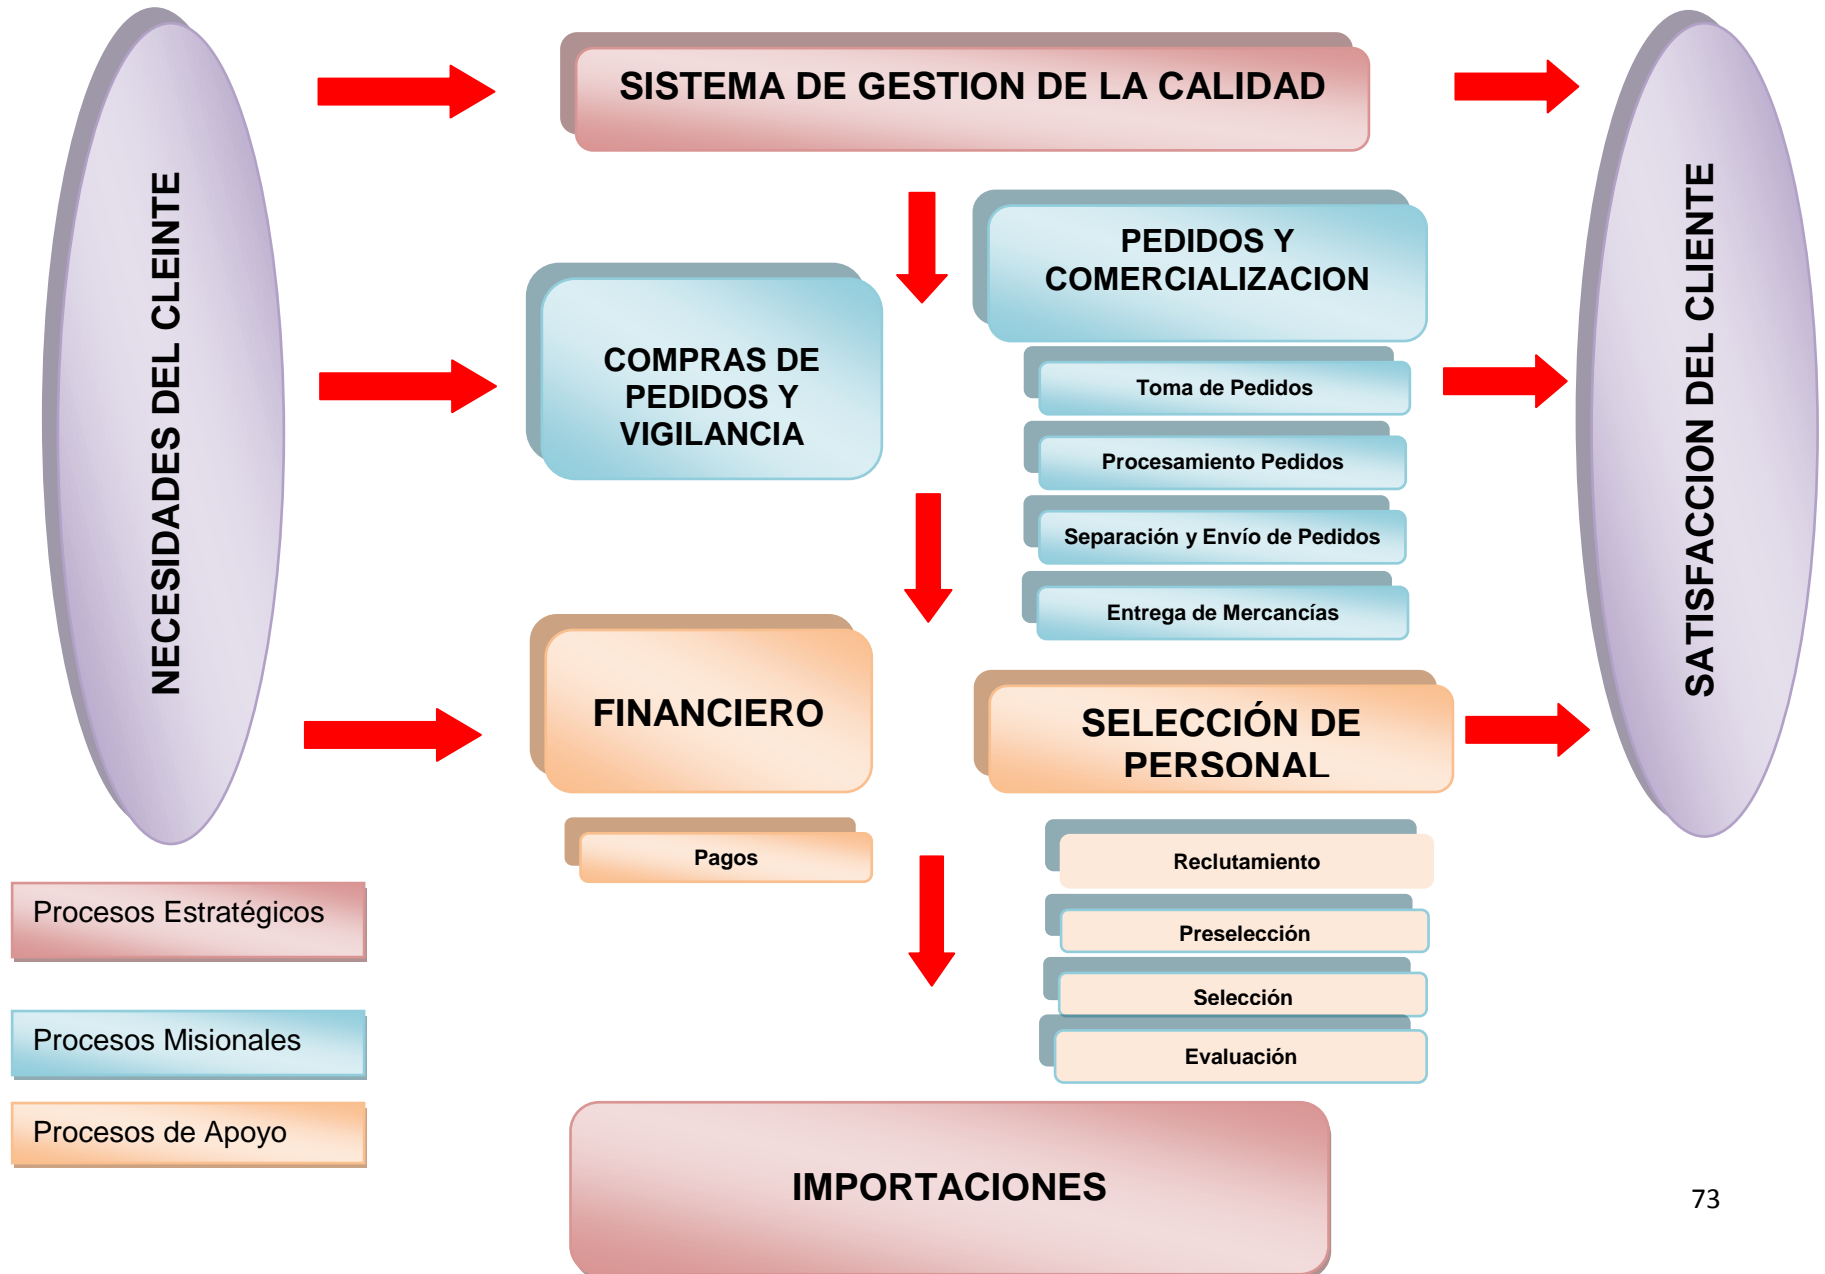 NECESIDADES DEL CLEINTE
SISTEMA DE GESTION DE LA CALIDAD
SATISFACCION DEL CLIENTE
COMPRAS DE
PEDIDOS Y
VIGILANCIA
PEDIDOS Y
COMERCIALIZACION
Toma de Pedidos
Procesamiento Pedidos
Separación y Envío de Pedidos
Entrega de Mercancías
FINANCIERO
Pagos
SELECCIÓN DE
PERSONAL
Reclutamiento
Preselección
Selección
Evaluación
Procesos Estratégicos
Procesos Misionales
Procesos de Apoyo
IMPORTACIONES
73